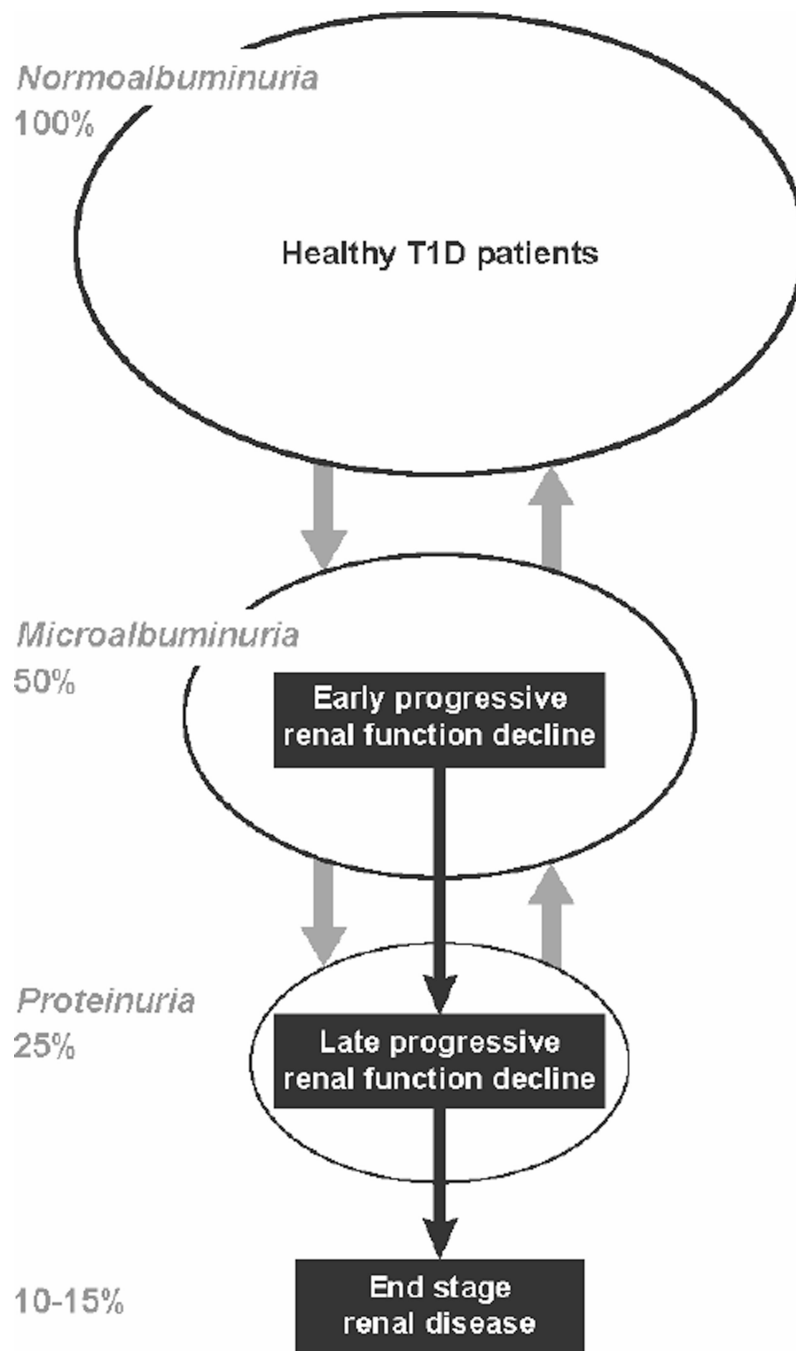 Normoalbuminuria
100%
Healthy T1D patients
Microalbuminuria
50%
Early progressive
renal function decline
Proteinuria
25%
Late progressive
renal function decline
10-15%
End stage
renal disease